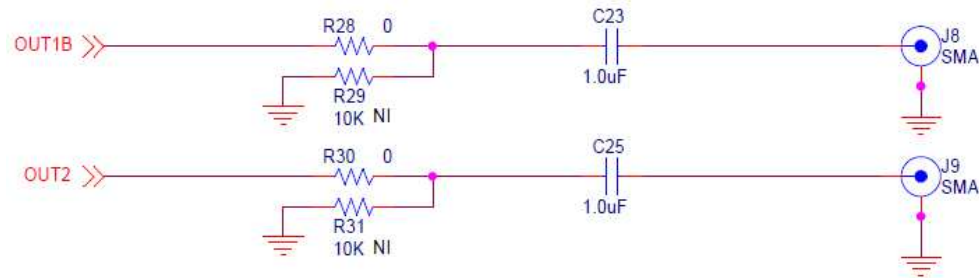 R28 0
C23
OUT1B
J8
SMA
R29
1.0uF
10K NI
R30 0
C25
OUT2
J9
SMA
R31
1.0uF
10K NI